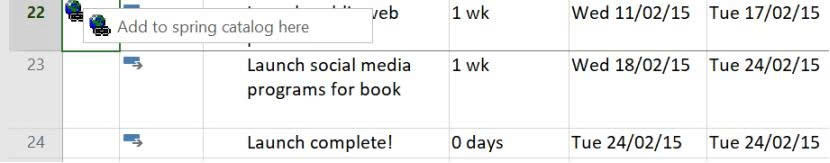 22 Add to spring catalog here web 1 wk Wed 11/02/15 Tue 17/02/15
23 Launch social media 1 wk Wed 18/02/15 Tue 24/02/15
programs for book
24 Launch complete! 0 days Tue 24/02/15 Tue 24/02/15